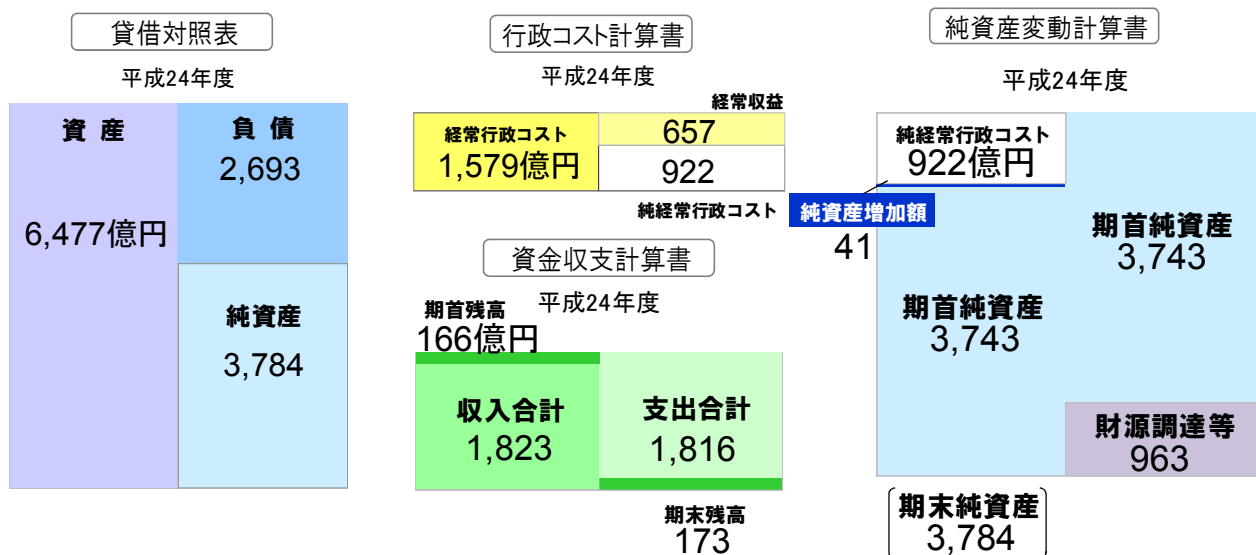 貸借対照表
平成24年度
資 産
6,477億円
負 債
2,693
純資産
3,784
行政コスト計算書
平成24年度
経常収益
経常行政コスト
1,579億円
657
922
純経常行政コスト
資金収支計算書
平成24年度
期首残高
166億円
収入合計
1,823
支出合計
1,816
期末残高
173
純資産変動計算書
平成24年度
純経常行政コスト
922億円
純資産増加額
41
期首純資産
3,743
期首純資産
3,743
財源調達等
963
期末純資産
3,784